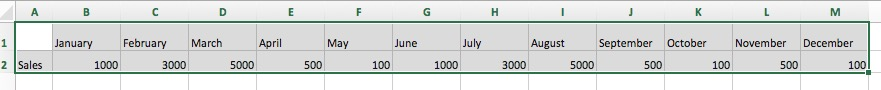 A B C D E F G H I J K L M
1 January February March April May June July August September October November December
2 Sales 1000 3000 5000 500 100 1000 3000 5000 500 100 500 100